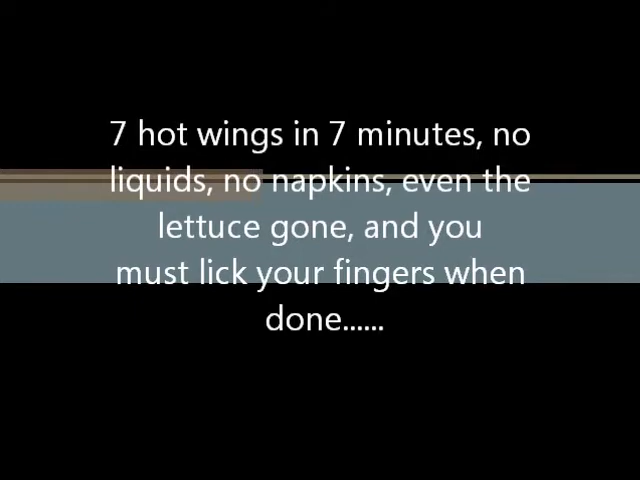 7 hot wings in 7 minutes, no
liquids, no napkins, even the
lettuce gone, and you
must lick your fingers when
done......